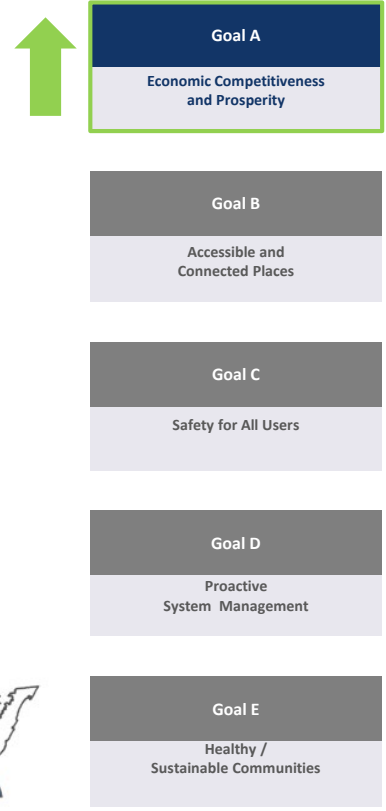 Goal A
Economic Competitiveness
and Prosperity
Goal B
Accessible and
Connected Places
Goal C
Safety for All Users
Goal D
Proactive
System Management
Goal E
Healthy /
Sustainable Communities